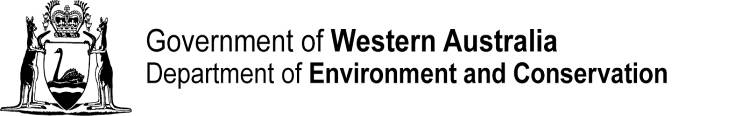 Government of Western Australia
Department of Environment and Conservation